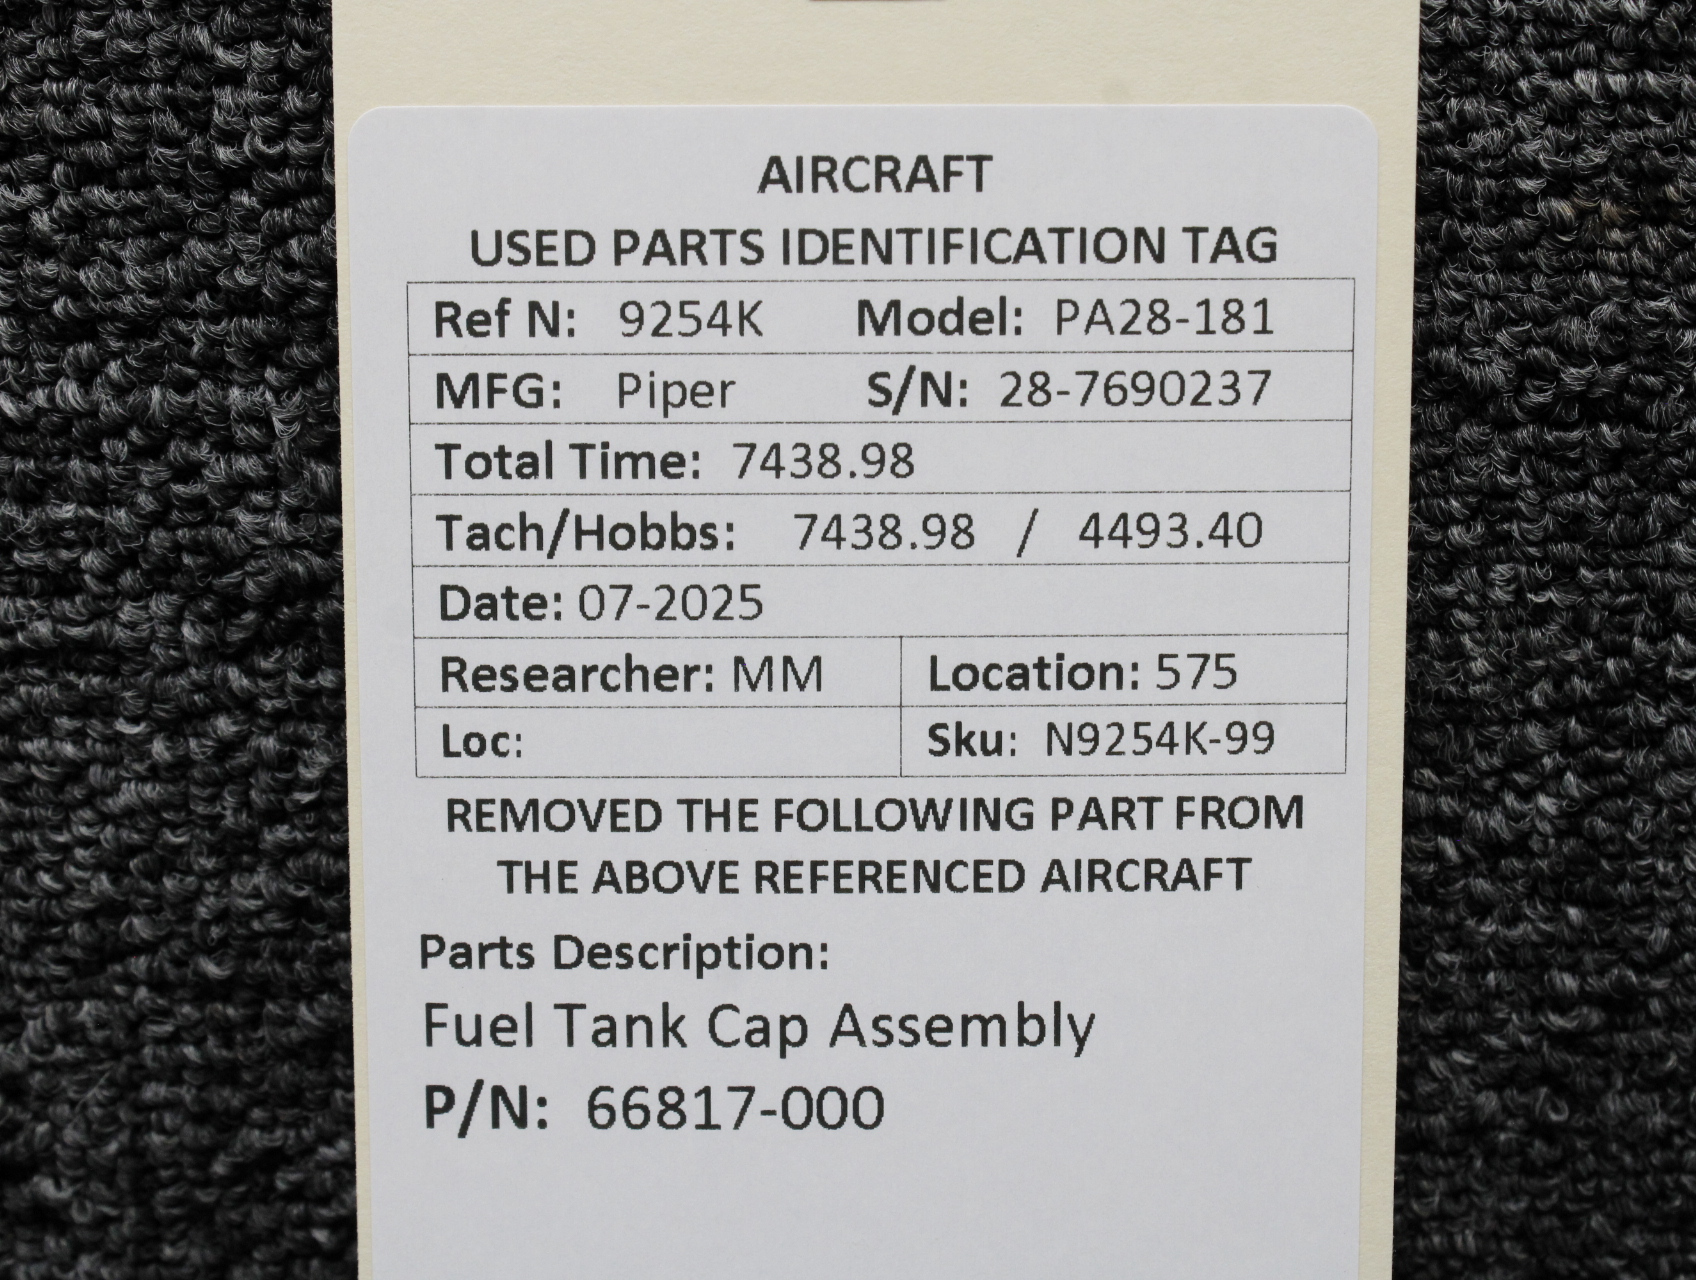 AIRCRAFT
USED PARTS IDENTIFICATION TAG
Ref N: 9254K Model: PA28-181
MFG: Piper S/N: 28-7690237
Total Time: 7438.98
Tach/Hobbs: 7438.98 / 4493.40
Date: 07-2025
Researcher: MM Location: 575
Loc: Sku: N9254K-99
REMOVED THE FOLLOWING PART FROM
THE ABOVE REFERENCED AIRCRAFT
Parts Description:
Fuel Tank Cap Assembly
P/N: 66817-000